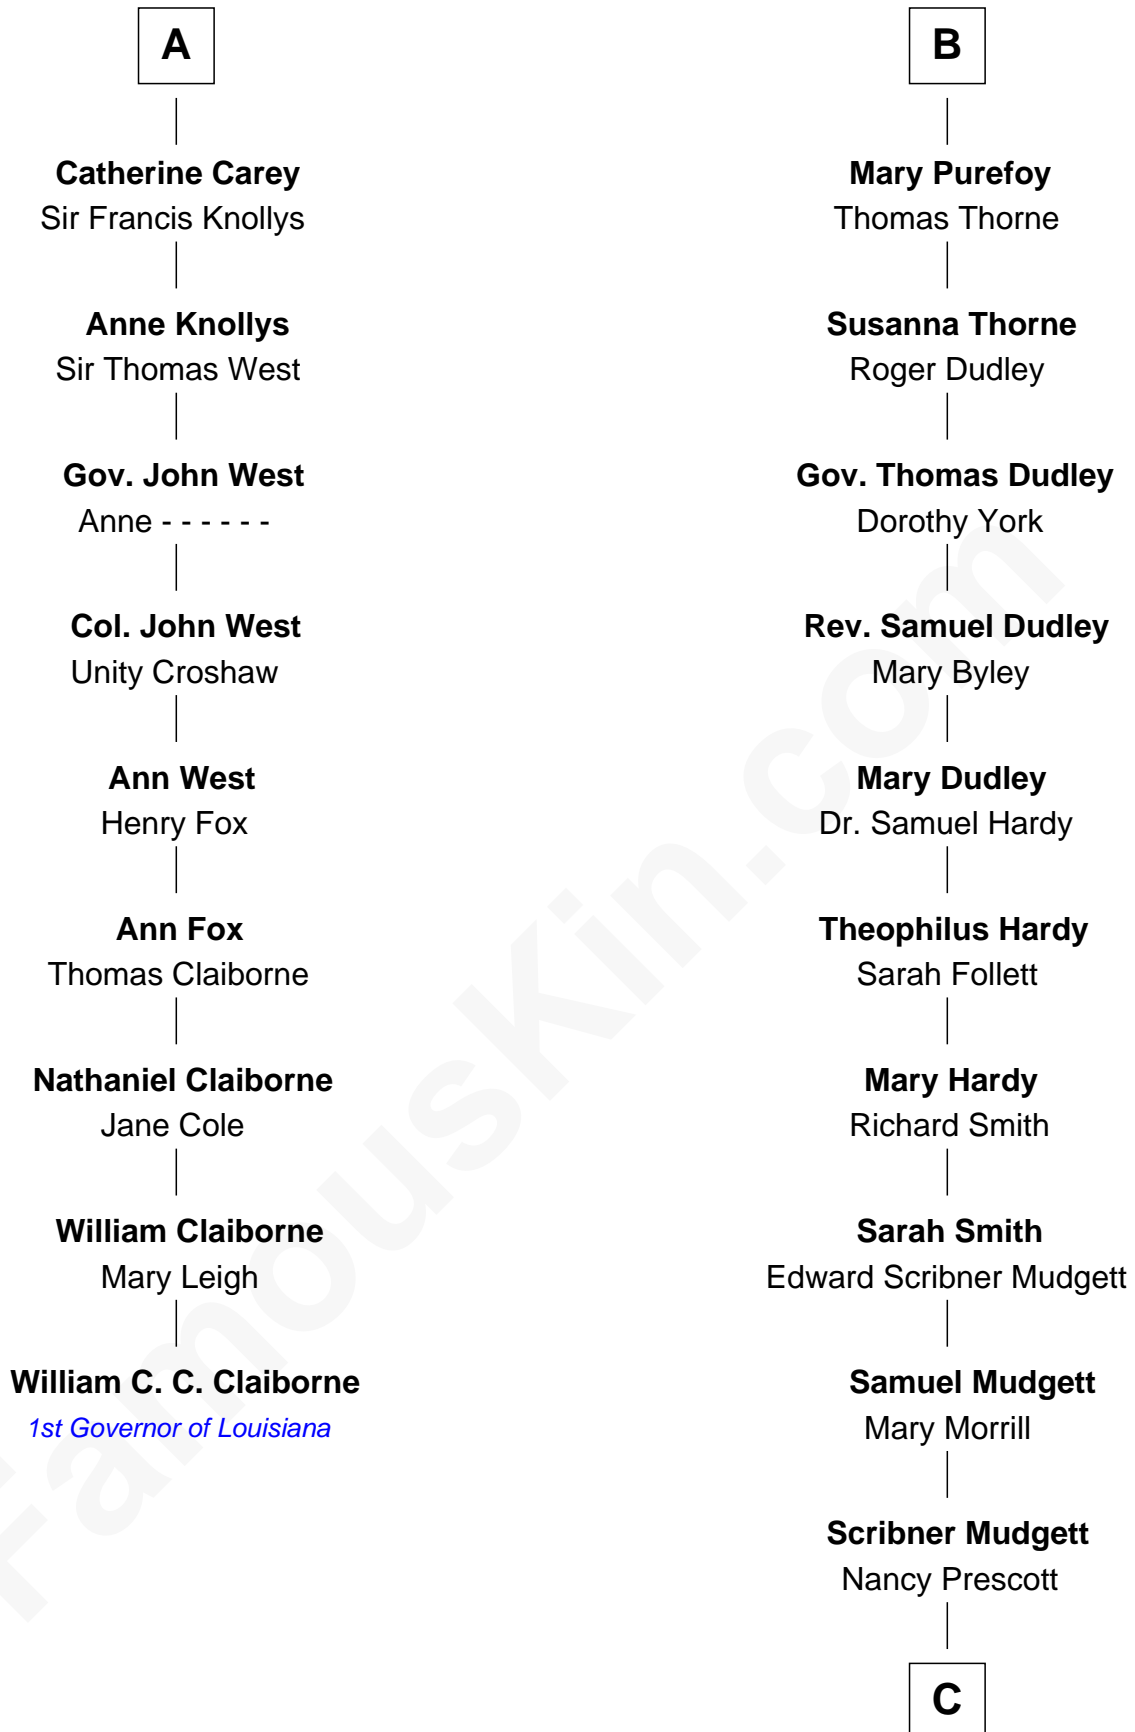 A
Catherine Carey
Sir Francis Knollys
Anne Knollys
Sir Thomas West
Gov. John West
Anne - - - - - -
Col. John West
Unity Croshaw
Ann West
Henry Fox
Ann Fox
Thomas Claiborne
Nathaniel Claiborne
Jane Cole
William Claiborne
Mary Leigh
William C. C. Claiborne
1st Governor of Louisiana
B
Mary Purefoy
Thomas Thorne
Susanna Thorne
Roger Dudley
Gov. Thomas Dudley
Dorothy York
Rev. Samuel Dudley
Mary Byley
Mary Dudley
Dr. Samuel Hardy
Theophilus Hardy
Sarah Follett
Mary Hardy
Richard Smith
Sarah Smith
Edward Scribner Mudgett
Samuel Mudgett
Mary Morrill
Scribner Mudgett
Nancy Prescott
C
FamousKin.com